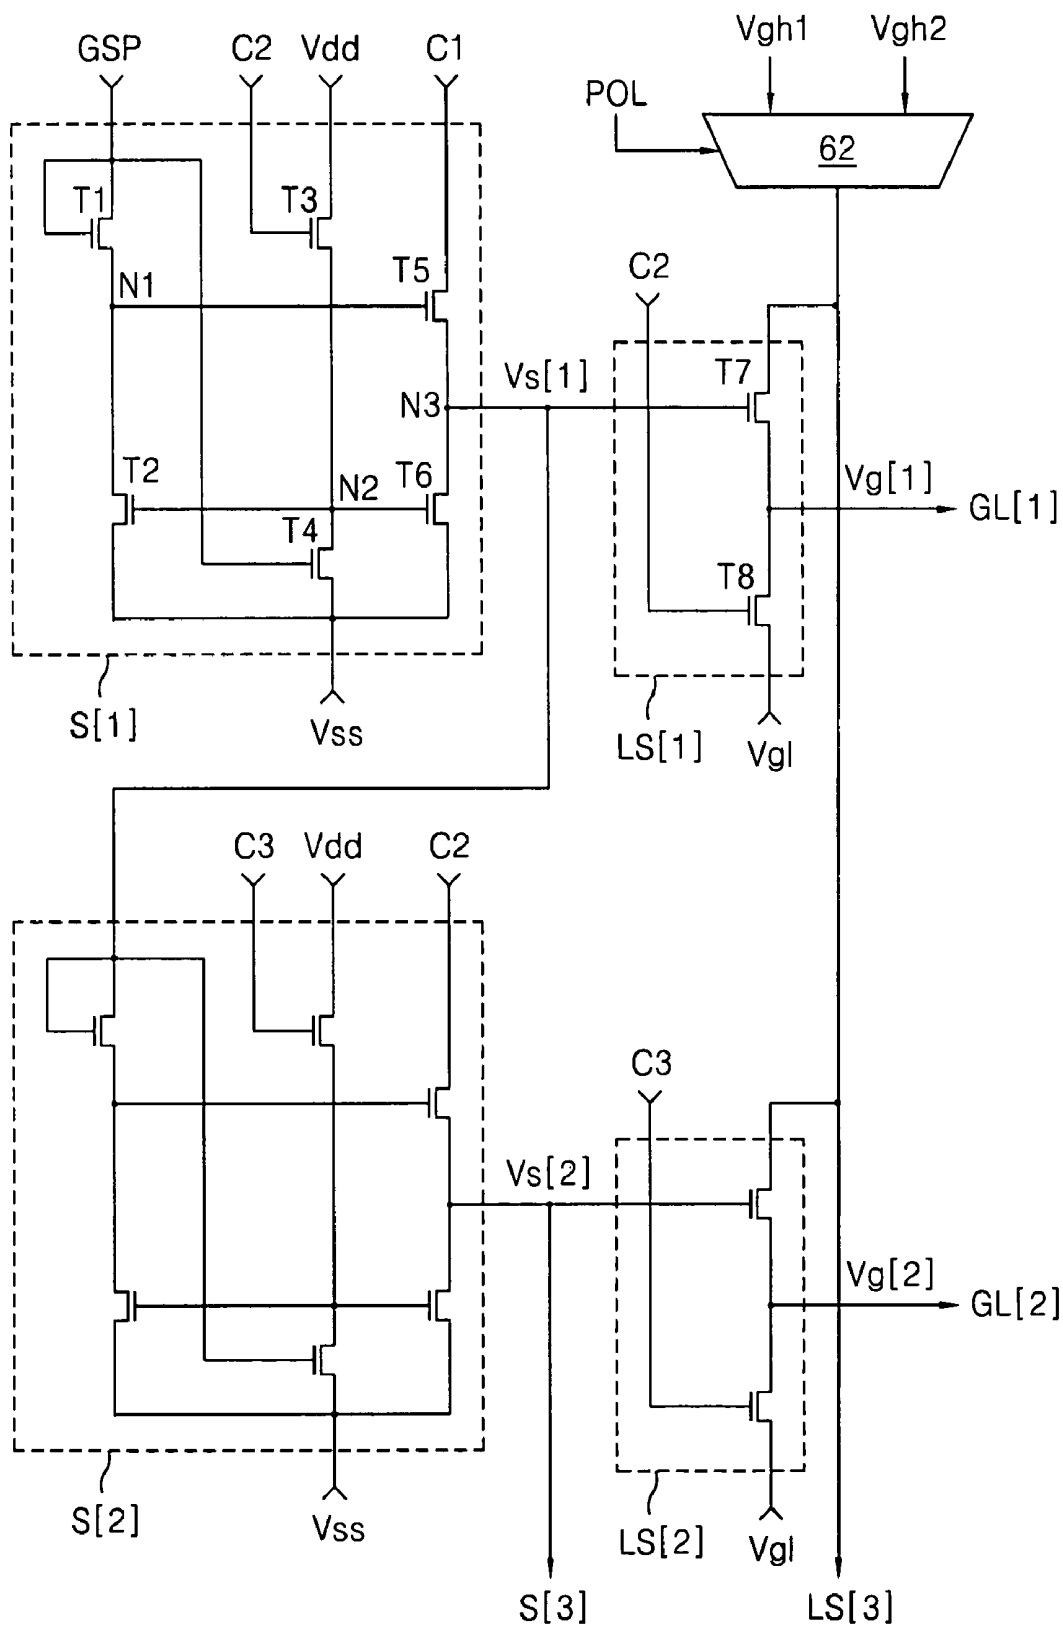 Vgh1 Vgh2
GSP C2 Vdd C1
POL
62
T1 T3
C2
T5
N1
T7
Vs[1]
N3
T2 T6
Vg[1]
N2
GL[1]
T4
T8
S[1]
Vss
LS[1]
Vgl
C3 Vdd C2
C3
Vs[2]
Vg[2]
GL[2]
S[2]
Vss
LS[2]
Vgl
S[3] LS[3]